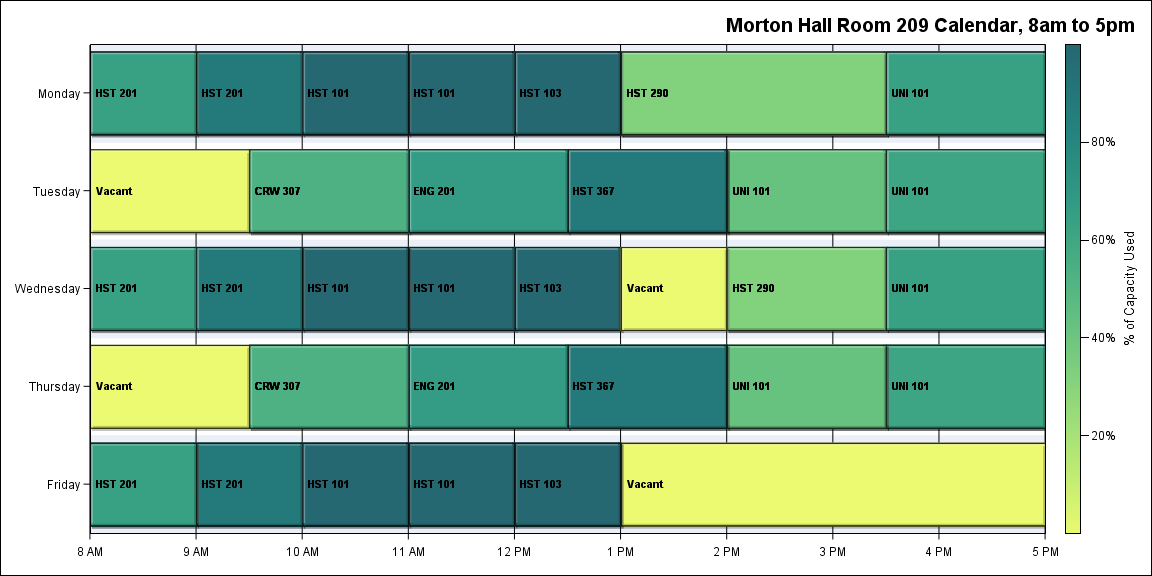 Morton Hall Room 209 Calendar, 8am to 5pm
Monday
HST 201
HST 201
HST 101
HST 101
HST 103
HST 290
UNI 101
Tuesday
Vacant
CRW 307
ENG 201
HST 367
UNI 101
UNI 101
Wednesday
HST 201
HST 201
HST 101
HST 101
HST 103
Vacant
HST 290
UNI 101
Thursday
Vacant
CRW 307
ENG 201
HST 367
UNI 101
UNI 101
Friday
HST 201
HST 201
HST 101
HST 101
HST 103
Vacant
8 AM
9 AM
10 AM
11 AM
12 PM
1 PM
2 PM
3 PM
4 PM
5 PM
80%
60%
40%
20%
% of Capacity Used